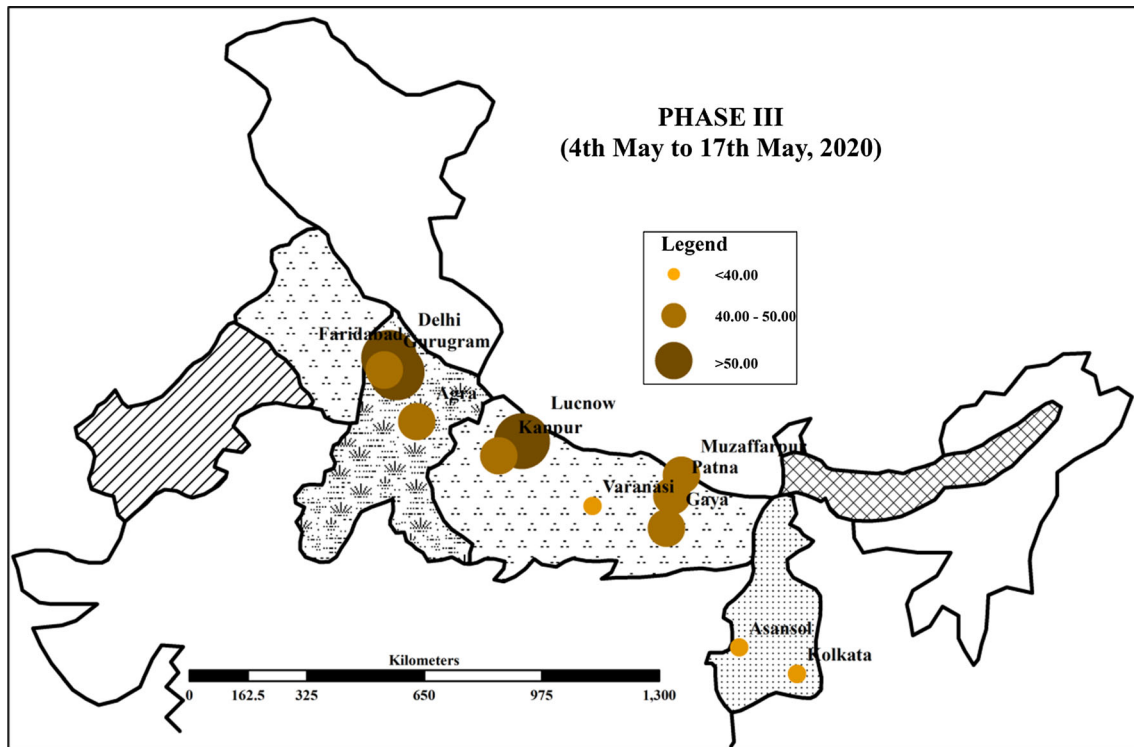 PHASE III
(4th May to 17th May, 2020)
Legend
<40.00
40.00 - 50.00
>50.00
Delhi
Faridabad
Gurugram
Agra
Lucnow
Kanpur
Muzaffarpur
Patna
Varanasi
Gaya
Asansol
Kolkata
Kilometers
0 162.5 325 650 975 1,300